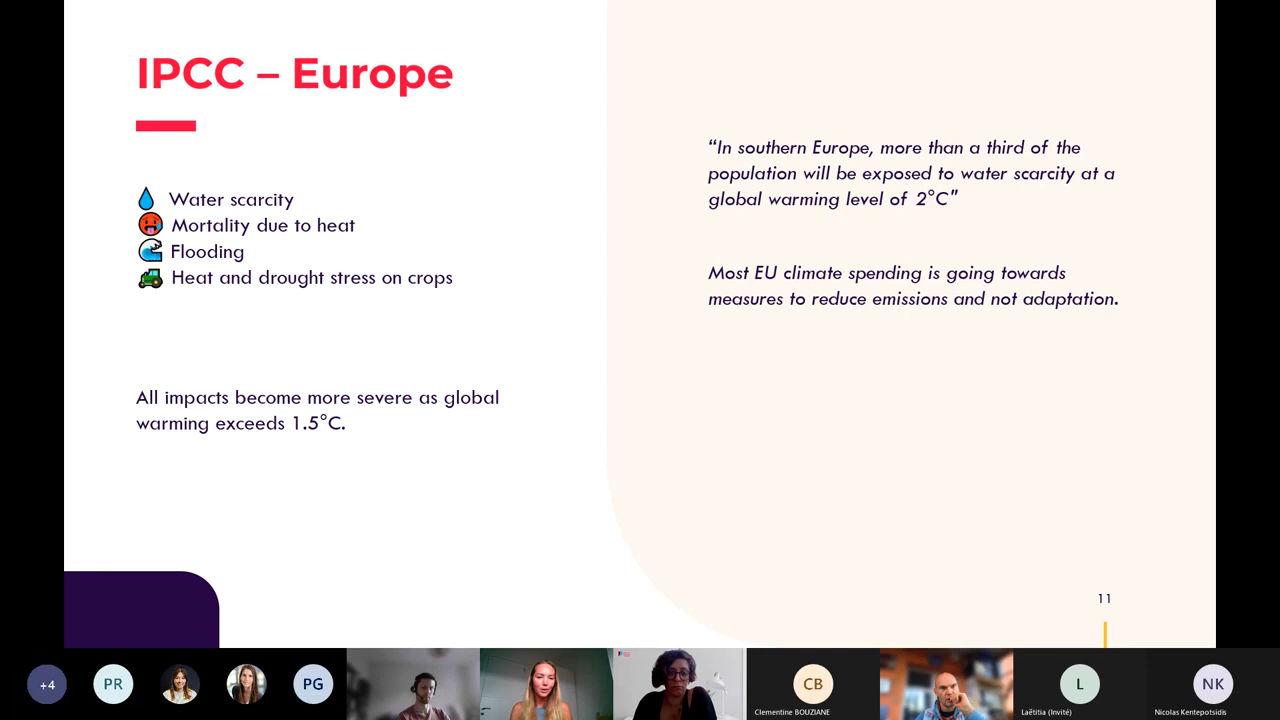 IPCC – Europe
Water scarcity
Mortality due to heat
Flooding
Heat and drought stress on crops
All impacts become more severe as global
warming exceeds 1.5°C.
“In southern Europe, more than a third of the
population will be exposed to water scarcity at a
global warming level of 2°C"
Most EU climate spending is going towards
measures to reduce emissions and not adaptation.
11
+4
PR
PG
CB
Clementine BOUZIANE
L
Laëtitia (Invité)
NK
Nicolas Kentepotsidis